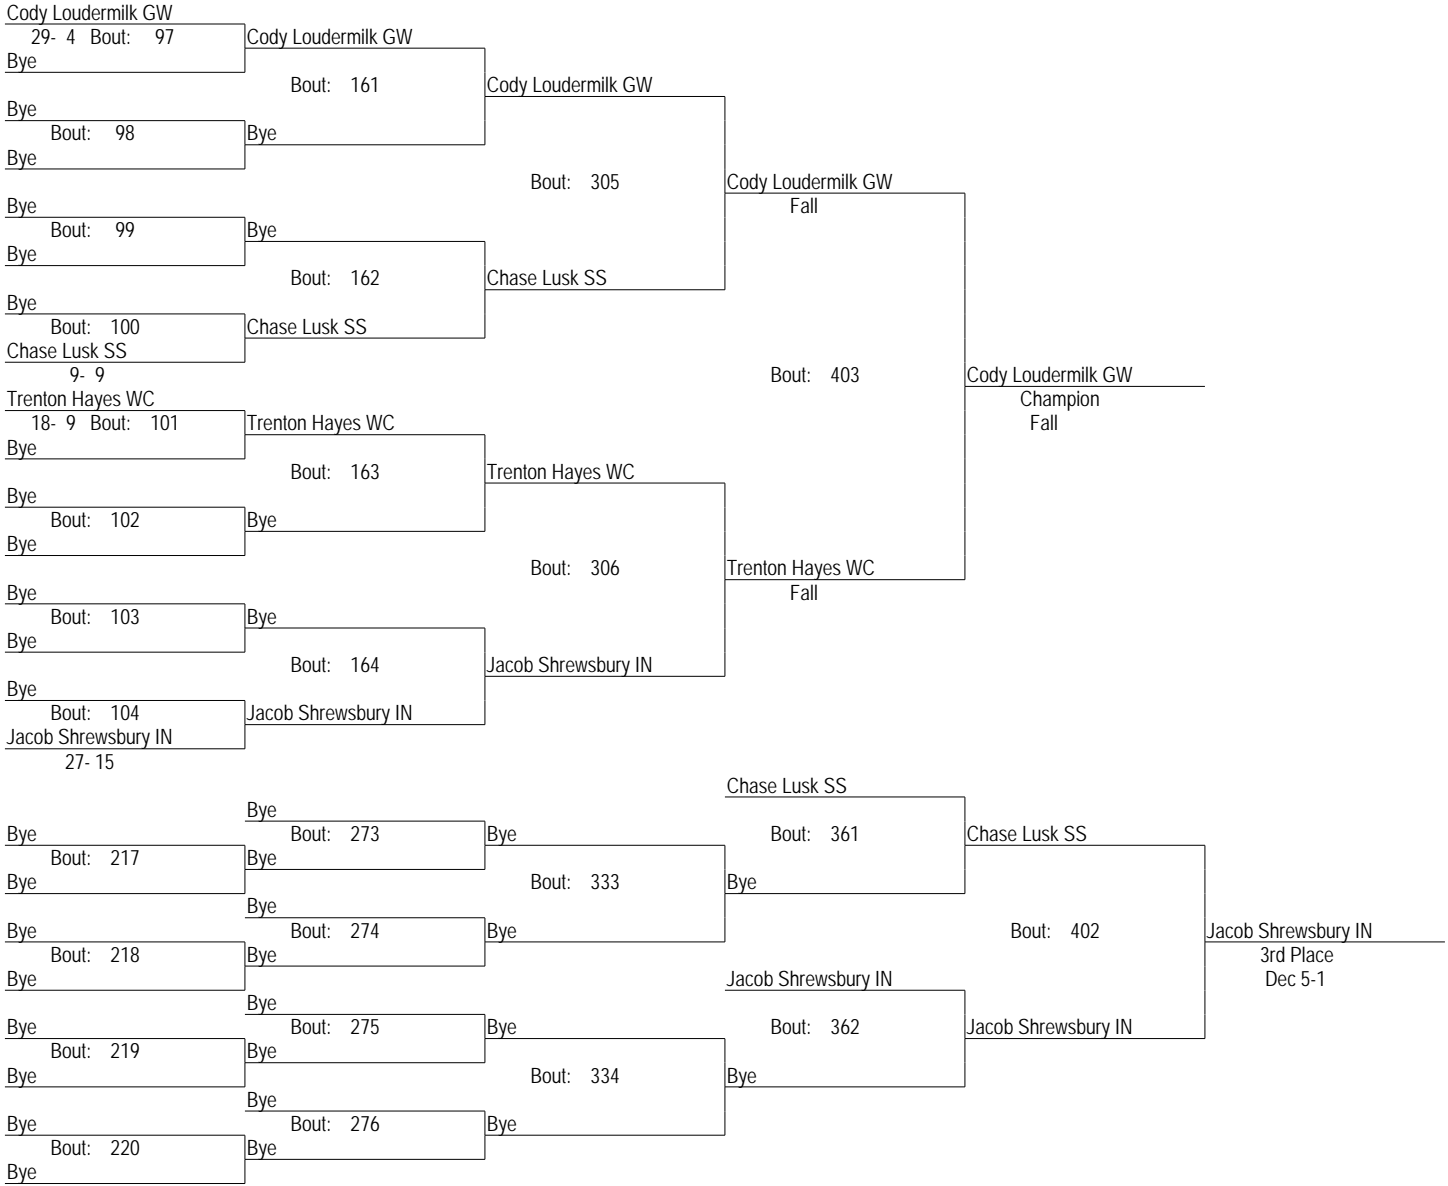 Cody Loudermilk GW
29- 4 Bout: 97
Bye
Bye
Bout: 98
Bye
Bye
Bout: 99
Bye
Bye
Bout: 100
Chase Lusk SS
9- 9
Trenton Hayes WC
18- 9 Bout: 101
Bye
Bye
Bout: 102
Bye
Bye
Bout: 103
Bye
Bye
Bout: 104
Jacob Shrewsbury IN
27- 15
Cody Loudermilk GW
Bout: 161
Bye
Bye
Bout: 162
Chase Lusk SS
Trenton Hayes WC
Bout: 163
Bye
Bye
Bout: 164
Jacob Shrewsbury IN
Cody Loudermilk GW
Bout: 305
Chase Lusk SS
Trenton Hayes WC
Bout: 306
Jacob Shrewsbury IN
Cody Loudermilk GW
Fall
Bout: 403
Trenton Hayes WC
Fall
Cody Loudermilk GW
Champion
Fall
Bye
Bout: 217
Bye
Bye
Bout: 218
Bye
Bye
Bout: 219
Bye
Bye
Bout: 220
Bye
Bye
Bout: 273
Bye
Bye
Bout: 274
Bye
Bye
Bout: 275
Bye
Bye
Bout: 276
Bye
Bye
Bout: 333
Bye
Bye
Bout: 334
Bye
Chase Lusk SS
Bout: 361
Bye
Jacob Shrewsbury IN
Bout: 362
Bye
Chase Lusk SS
Bout: 402
Jacob Shrewsbury IN
Jacob Shrewsbury IN
3rd Place
Dec 5-1